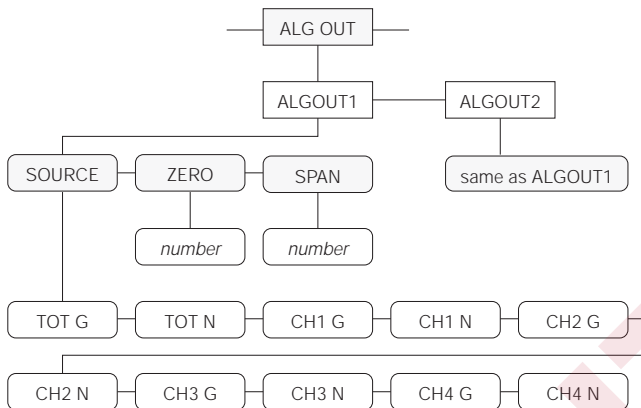 ALG OUT
ALGOUT1 ALGOUT2
SOURCE ZERO SPAN same as ALGOUT1
number number
TOT G TOT N CH1 G CH1 N CH2 G
CH2 N CH3 G CH3 N CH4 G CH4 N